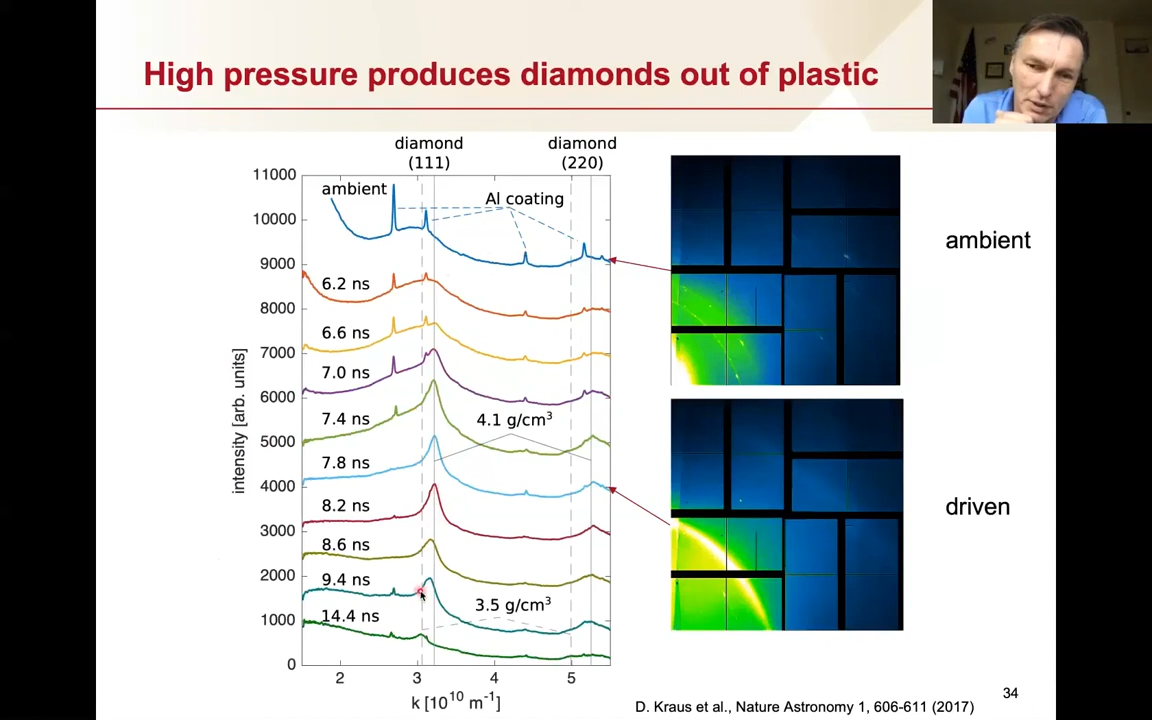 High pressure produces diamonds out of plastic
diamond
(111)
diamond
(220)
11000
10000
9000
8000
7000
6000
5000
4000
3000
2000
1000
0
intensity [arb. units]
ambient
Al coating
6.2 ns
6.6 ns
7.0 ns
7.4 ns
4.1 g/cm³
7.8 ns
8.2 ns
8.6 ns
9.4 ns
3.5 g/cm³
14.4 ns
2 3 4 5
k [10¹⁰ m⁻¹]
ambient
driven
34
D. Kraus et al., Nature Astronomy 1, 606-611 (2017)